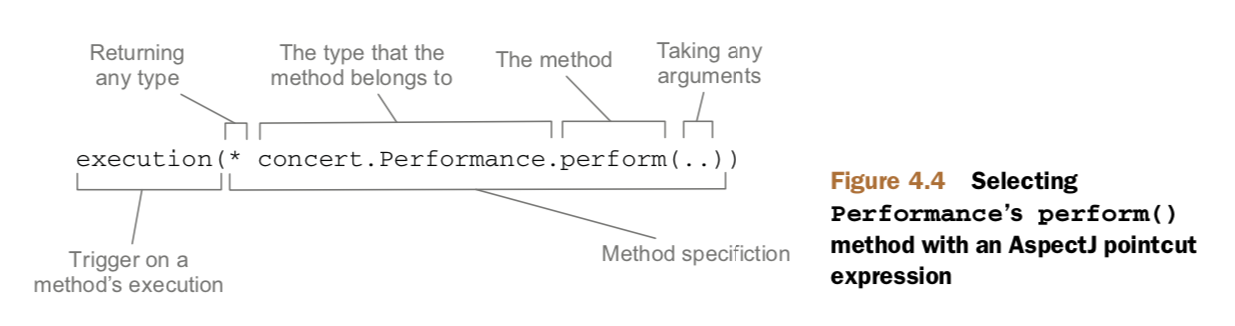 Returning
any type
The type that the
method belongs to
The method
Taking any
arguments
execution(* concert.Performance.perform(..))
Trigger on a
method's execution
Method specifiction
Figure 4.4 Selecting
Performance's perform()
method with an AspectJ pointcut
expression